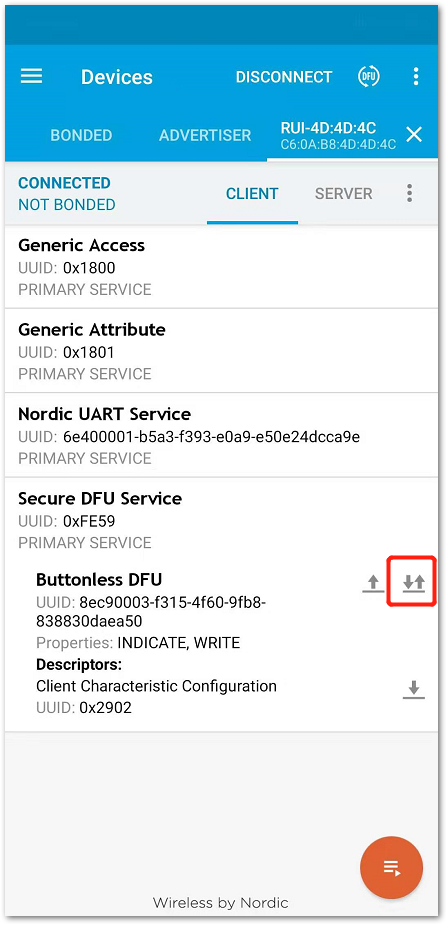 Devices
DISCONNECT
DFU
BONDED
ADVERTISER
RUI-4D:4D:4C
C6:0A:B8:4D:4D:4C
CONNECTED
NOT BONDED
CLIENT
SERVER
Generic Access
UUID: 0x1800
PRIMARY SERVICE
Generic Attribute
UUID: 0x1801
PRIMARY SERVICE
Nordic UART Service
UUID: 6e400001-b5a3-f393-e0a9-e50e24dcca9e
PRIMARY SERVICE
Secure DFU Service
UUID: 0xFE59
PRIMARY SERVICE
Buttonless DFU
UUID: 8ec90003-f315-4f60-9fb8-
838830daea50
Properties: INDICATE, WRITE
Descriptors:
Client Characteristic Configuration
UUID: 0x2902
Wireless by Nordic